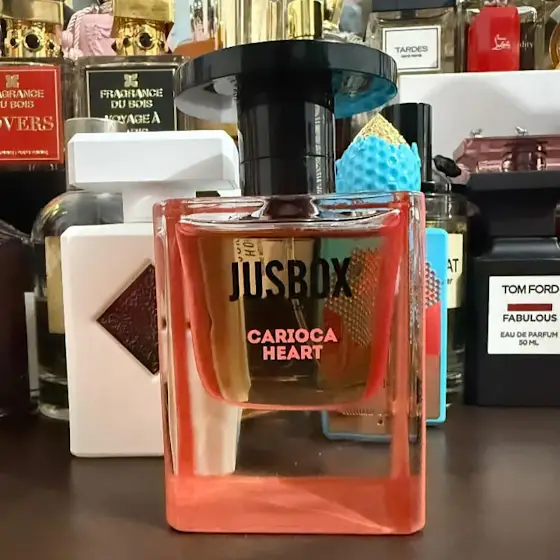 FRAGRANCE
DU BOIS
OVERS
FRAGRANCE
DU BOIS
VOYAGE À
TARDES
JUSBOX
CARIOCA
HEART
TOM FORD
FABULOUS
EAU DE PARFUM
50 ML